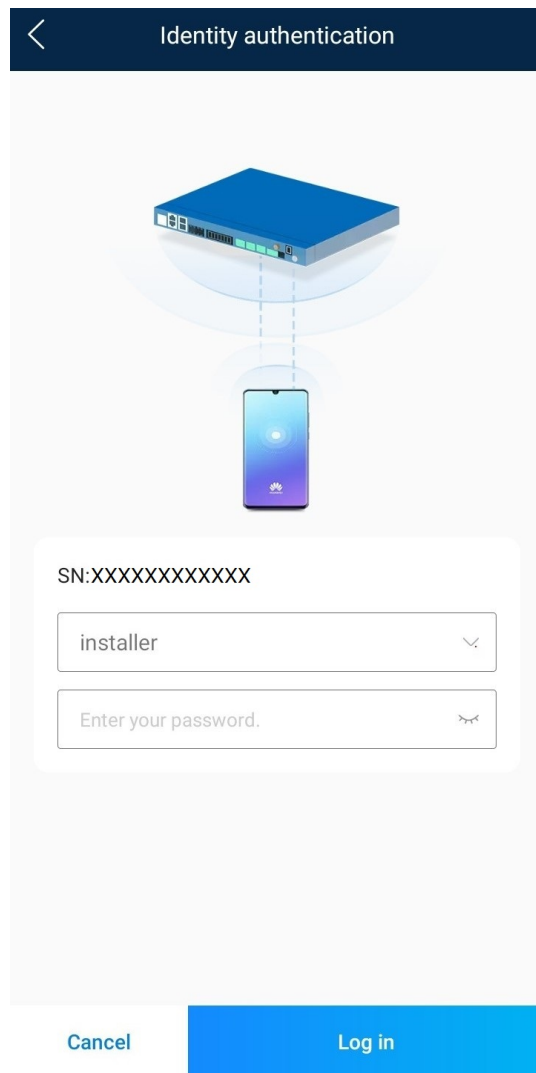 Identity authentication
SN:XXXXXXXXXXXX
installer
Enter your password.
Cancel
Log in